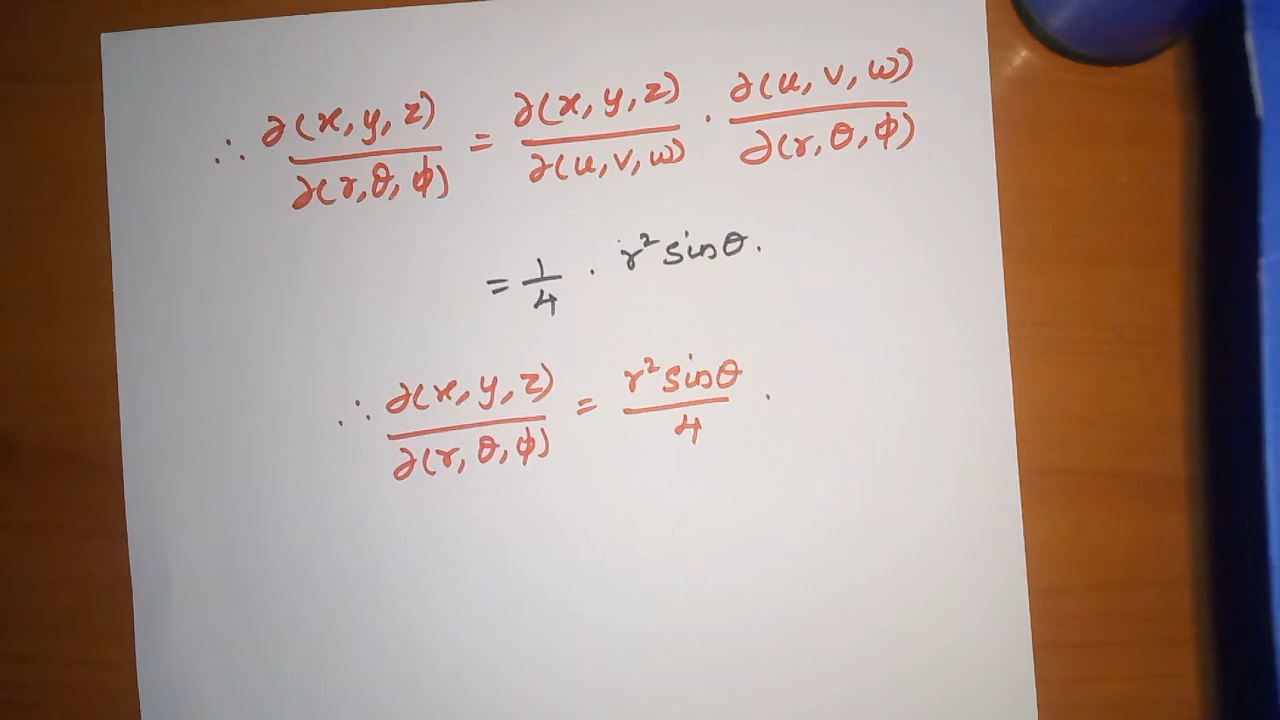 ∴ ∂(x, y, z) / ∂(r, θ, ϕ) = ∂(x, y, z) / ∂(u, v, w) · ∂(u, v, w) / ∂(r, θ, ϕ)
= 1/4 · r² sinθ.
∴ ∂(x, y, z) / ∂(r, θ, ϕ) = r² sinθ / 4 .